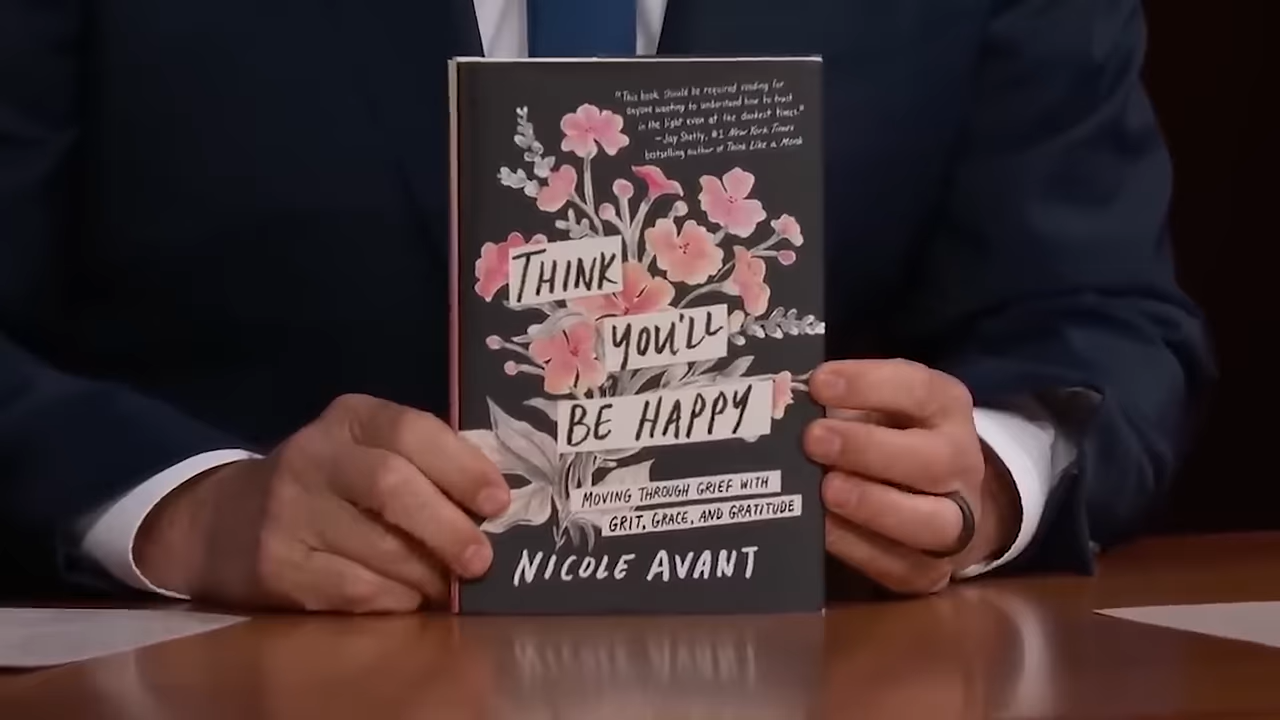 "This book should be required reading for
anyone wanting to understand how to trust
in the light even at the darkest times."
—Jay Shetty, #1 New York Times
bestselling author of Think Like a Monk
THINK
YOU'LL
BE HAPPY
MOVING THROUGH GRIEF WITH
GRIT, GRACE, AND GRATITUDE
NICOLE AVANT